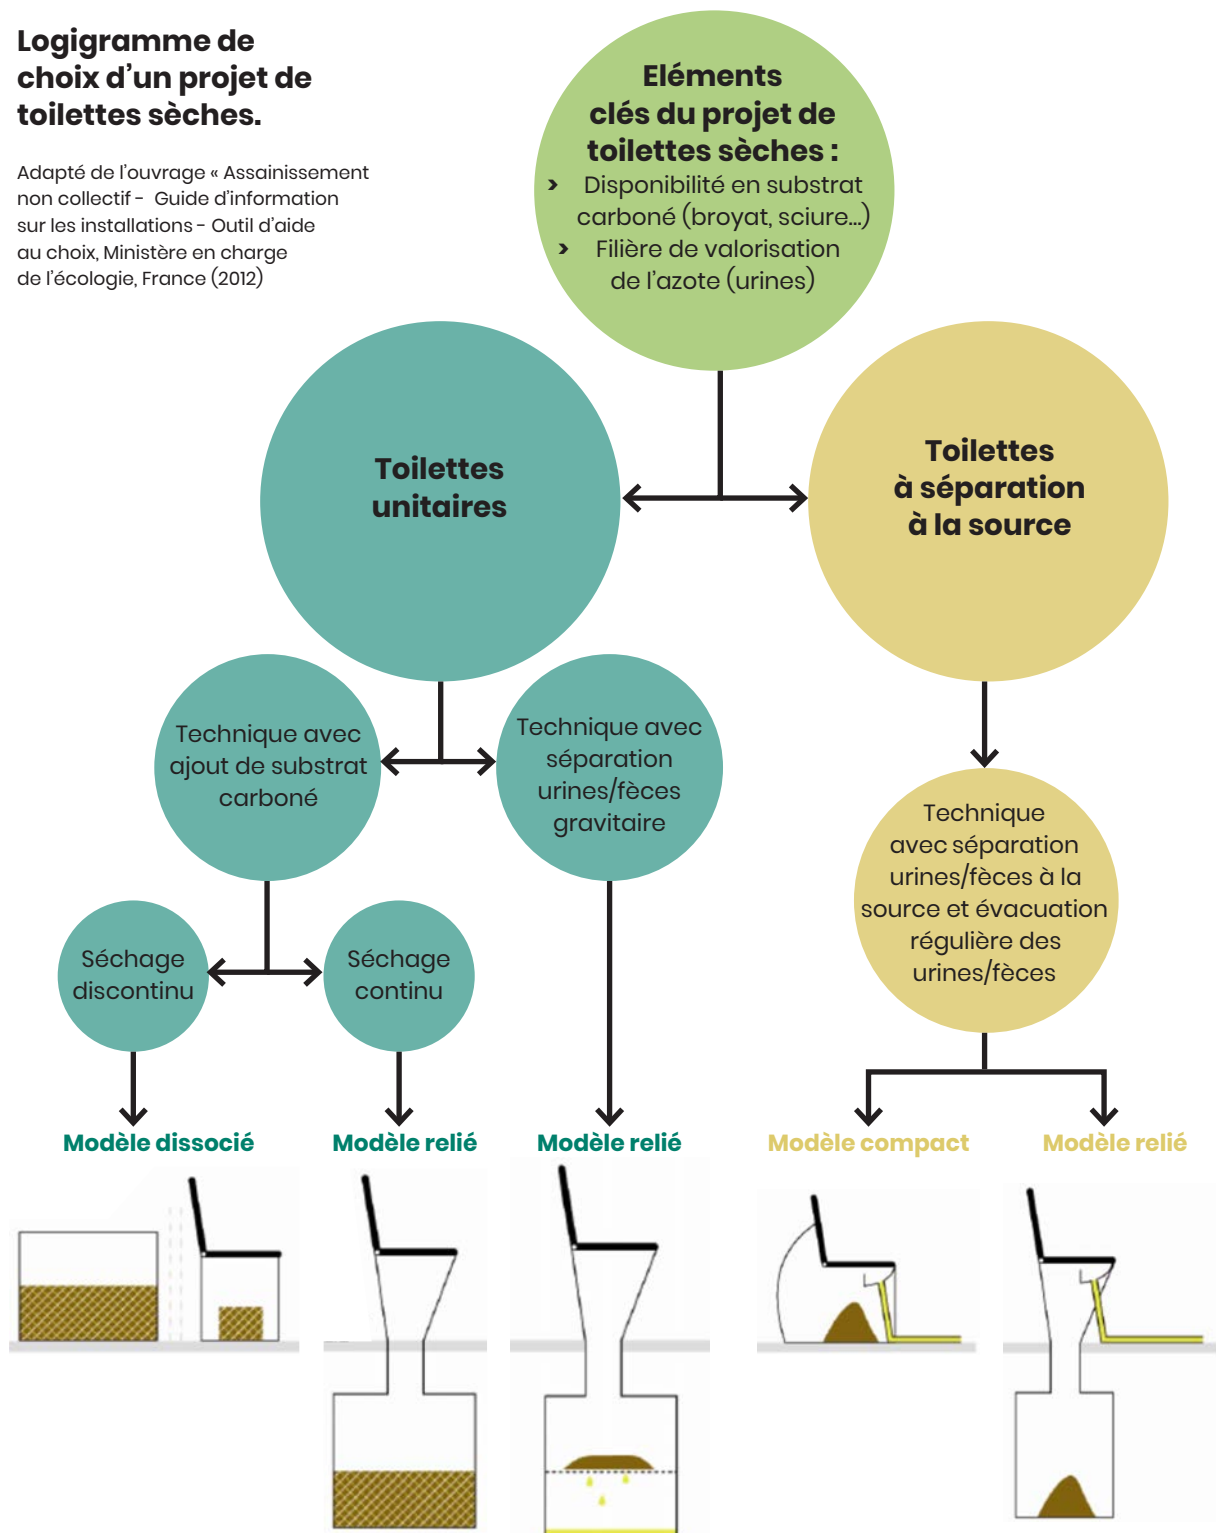 Logigramme de
choix d’un projet de
toilettes sèches.
Adapté de l’ouvrage « Assainissement
non collectif - Guide d’information
sur les installations - Outil d’aide
au choix, Ministère en charge
de l’écologie, France (2012)
Eléments
clés du projet de
toilettes sèches :
› Disponibilité en substrat
carboné (broyat, sciure...)
› Filière de valorisation
de l’azote (urines)
Toilettes
unitaires
Toilettes
à séparation
à la source
Technique avec
ajout de substrat
carboné
Technique avec
séparation
urines/fèces
gravitaire
Technique
avec séparation
urines/fèces à la
source et évacuation
régulière des
urines/fèces
Séchage
discontinu
Séchage
continu
Modèle dissocié
Modèle relié
Modèle relié
Modèle compact
Modèle relié